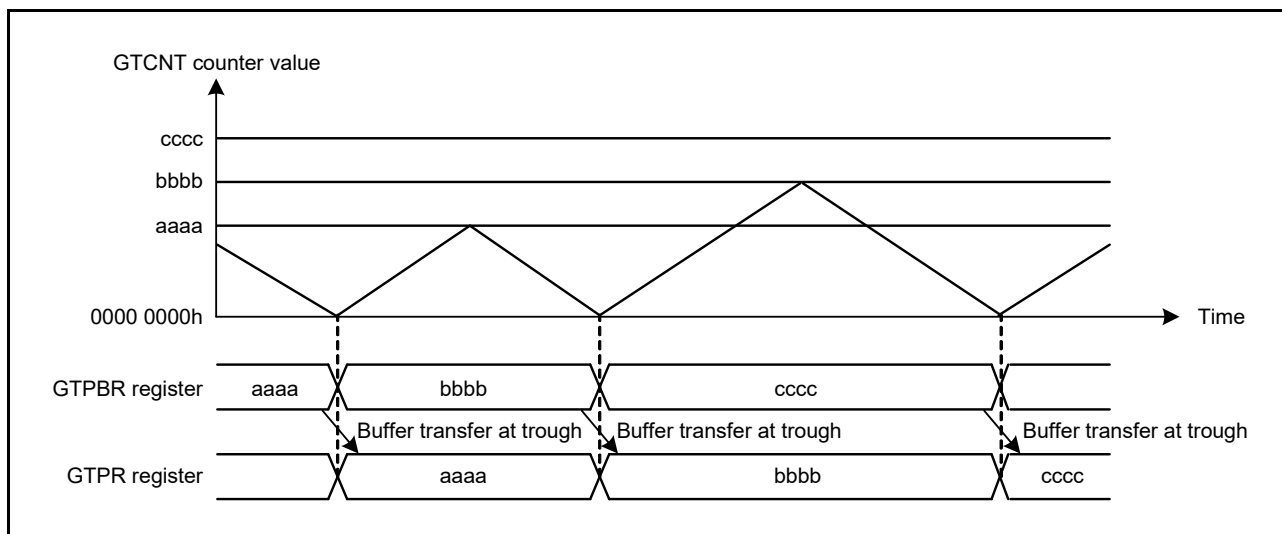 GTCNT counter value
cccc
bbbb
aaaa
0000 0000h
Time
GTPBR register
aaaa
bbbb
cccc
Buffer transfer at trough
Buffer transfer at trough
Buffer transfer at trough
GTPR register
aaaa
bbbb
cccc